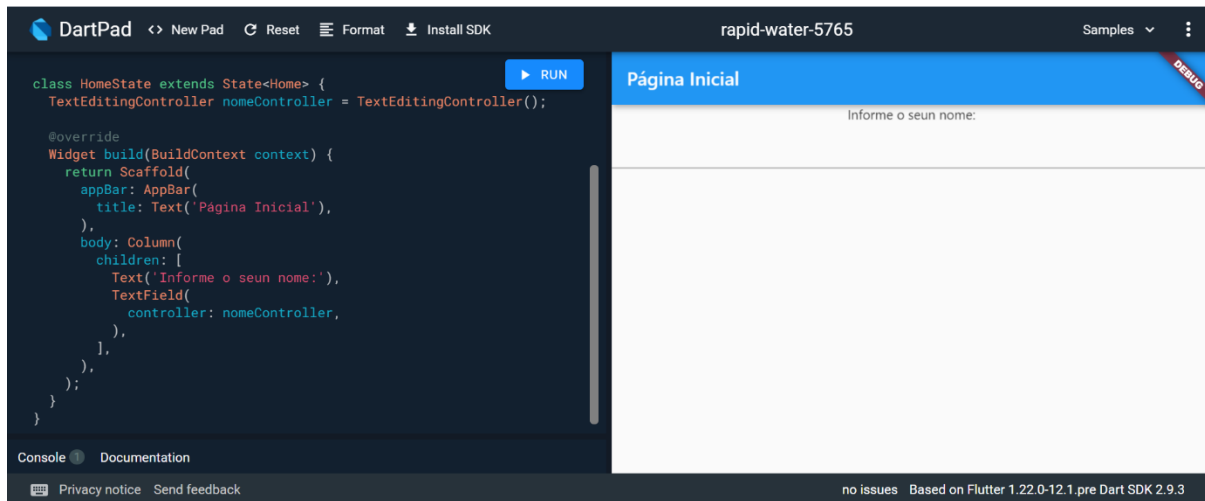 DartPad <> New Pad Reset Format Install SDK rapid-water-5765 Samples
class HomeState extends State<Home> {
TextEditingController nomeController = TextEditingController();
@override
Widget build(BuildContext context) {
return Scaffold(
appBar: AppBar(
title: Text('Página Inicial'),
),
body: Column(
children: [
Text('Informe o seun nome:'),
TextField(
controller: nomeController,
),
],
),
);
}
}
RUN
Console 1 Documentation
Página Inicial
DEBUG
Informe o seun nome:
Privacy notice Send feedback no issues Based on Flutter 1.22.0-12.1.pre Dart SDK 2.9.3